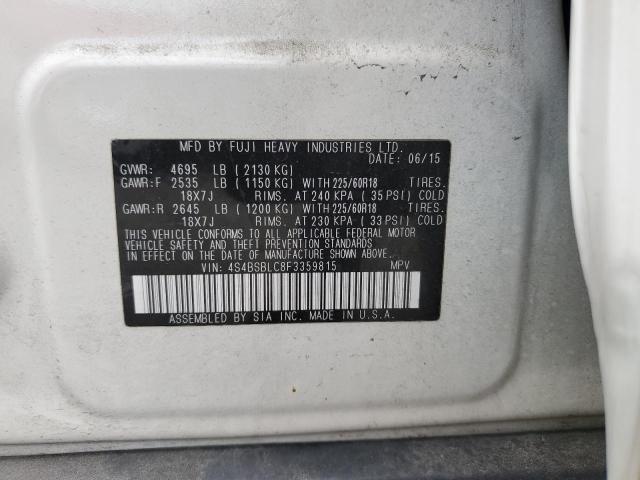 MFD BY FUJI HEAVY INDUSTRIES LTD.
DATE: 06/15
GVWR: 4695 LB (2130 KG)
GAWR:F 2535 LB (1150 KG) WITH 225/60R18 TIRES.
18X7J RIMS. AT 240 KPA (35 PSI) COLD
GAWR:R 2645 LB (1200 KG) WITH 225/60R18 TIRES.
18X7J RIMS. AT 230 KPA (33 PSI) COLD
THIS VEHICLE CONFORMS TO ALL APPLICABLE FEDERAL MOTOR
VEHICLE SAFETY AND THEFT PREVENTION STANDARDS
IN EFFECT ON THE DATE OF MANUFACTURE SHOWN ABOVE.
VIN: 4S4BSBLC8F3359815 MPV
ASSEMBLED BY SIA INC. MADE IN U.S.A.